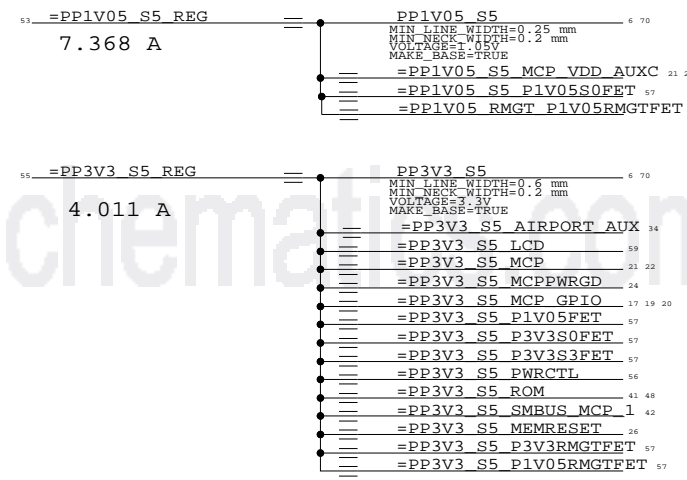 53 =PP1V05_S5_REG PP1V05_S5 6 70
7.368 A
MIN_LINE_WIDTH=0.25 mm
MIN_NECK_WIDTH=0.2 mm
VOLTAGE=1.05V
MAKE_BASE=TRUE
=PP1V05_S5_MCP_VDD_AUXC 21 2
=PP1V05_S5_P1V05S0FET 57
=PP1V05_RMGT_P1V05RMGTFET
55 =PP3V3_S5_REG PP3V3_S5 6 70
4.011 A
MIN_LINE_WIDTH=0.6 mm
MIN_NECK_WIDTH=0.2 mm
VOLTAGE=3.3V
MAKE_BASE=TRUE
=PP3V3_S5_AIRPORT_AUX 34
=PP3V3_S5_LCD 59
=PP3V3_S5_MCP 21 22
=PP3V3_S5_MCPPWRGD 24
=PP3V3_S5_MCP_GPIO 17 19 20
=PP3V3_S5_P1V05FET 57
=PP3V3_S5_P3V3S0FET 57
=PP3V3_S5_P3V3S3FET 57
=PP3V3_S5_PWRCTL 56
=PP3V3_S5_ROM 41 48
=PP3V3_S5_SMBUS_MCP_1 42
=PP3V3_S5_MEMRESET 26
=PP3V3_S5_P3V3RMGTFET 57
=PP3V3_S5_P1V05RMGTFET 57